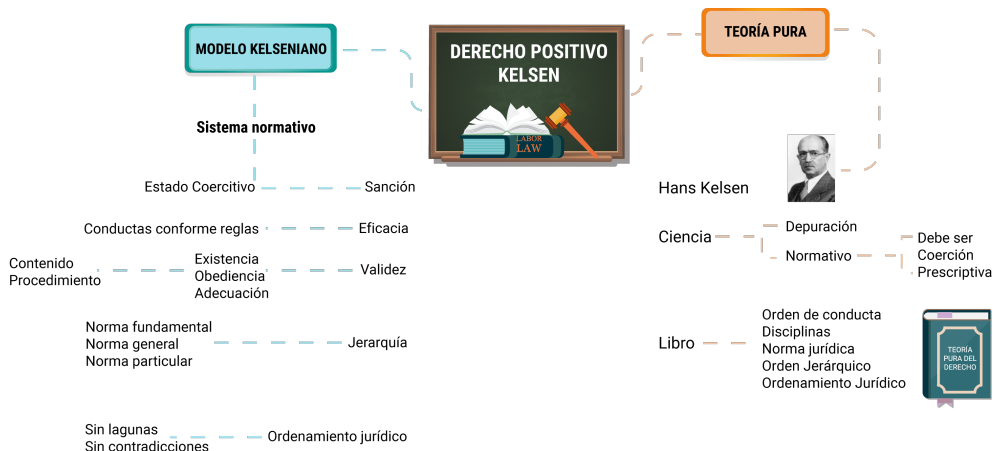 MODELO KELSENIANO
DERECHO POSITIVO
KELSEN
LABOR
LAW
TEORÍA PURA
Sistema normativo
Estado Coercitivo
Sanción
Conductas conforme reglas
Eficacia
Contenido
Procedimiento
Existencia
Obediencia
Adecuación
Validez
Norma fundamental
Norma general
Norma particular
Jerarquía
Sin lagunas
Sin contradicciones
Ordenamiento jurídico
Hans Kelsen
Ciencia
Depuración
Normativo
Debe ser
Coerción
Prescriptiva
Libro
Orden de conducta
Disciplinas
Norma jurídica
Orden Jerárquico
Ordenamiento Jurídico
TEORÍA
PURA DEL
DERECHO